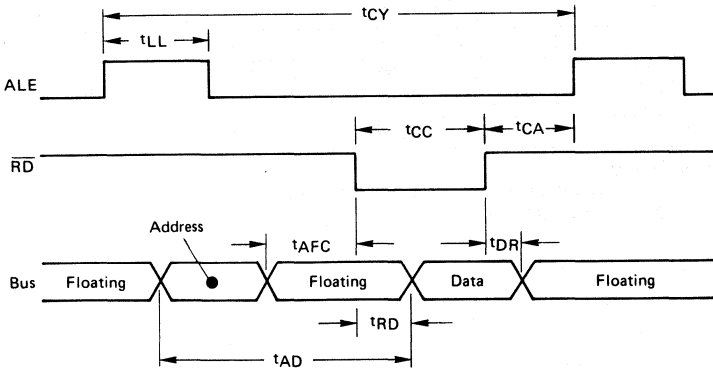 tCY
tLL
ALE
tCC
tCA
RD
Address
tAFC
tDR
Bus
Floating
Floating
Data
Floating
tRD
tAD